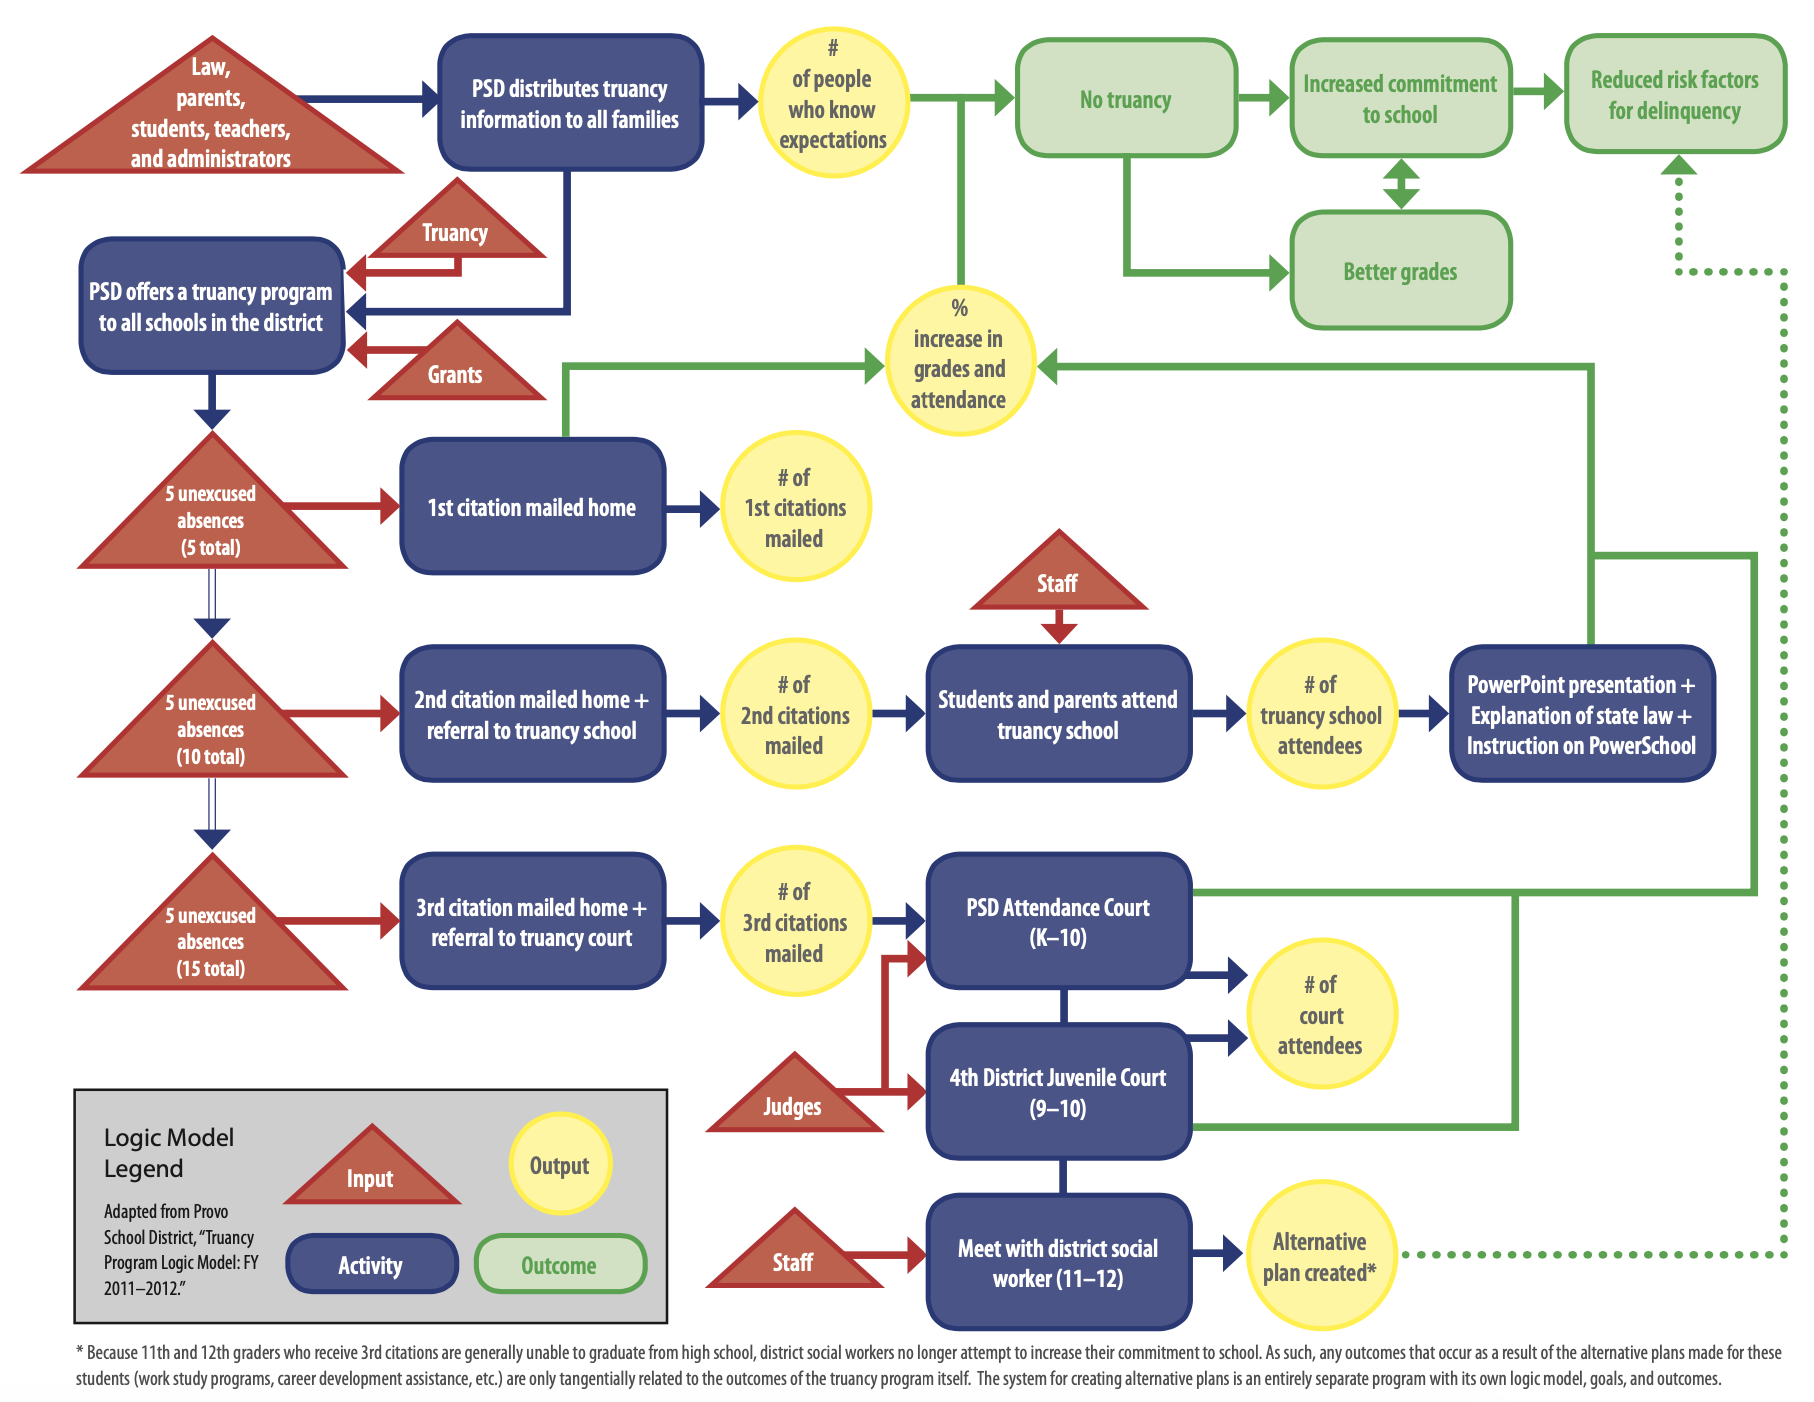 Law,
parents,
students, teachers,
and administrators
PSD distributes truancy
information to all families
#
of people
who know
expectations
No truancy
Increased commitment
to school
Reduced risk factors
for delinquency
Truancy
Better grades
PSD offers a truancy program
to all schools in the district
Grants
%
increase in
grades and
attendance
5 unexcused
absences
(5 total)
1st citation mailed home
# of
1st citations
mailed
Staff
5 unexcused
absences
(10 total)
2nd citation mailed home +
referral to truancy school
# of
2nd citations
mailed
Students and parents attend
truancy school
# of
truancy school
attendees
PowerPoint presentation +
Explanation of state law +
Instruction on PowerSchool
5 unexcused
absences
(15 total)
3rd citation mailed home +
referral to truancy court
# of
3rd citations
mailed
PSD Attendance Court
(K–10)
# of
court
attendees
Judges
4th District Juvenile Court
(9–10)
Staff
Meet with district social
worker (11–12)
Alternative
plan created*
Logic Model
Legend
Adapted from Provo
School District, “Truancy
Program Logic Model: FY
2011–2012.”
Input
Output
Activity
Outcome
* Because 11th and 12th graders who receive 3rd citations are generally unable to graduate from high school, district social workers no longer attempt to increase their commitment to school. As such, any outcomes that occur as a result of the alternative plans made for these
students (work study programs, career development assistance, etc.) are only tangentially related to the outcomes of the truancy program itself.  The system for creating alternative plans is an entirely separate program with its own logic model, goals, and outcomes.